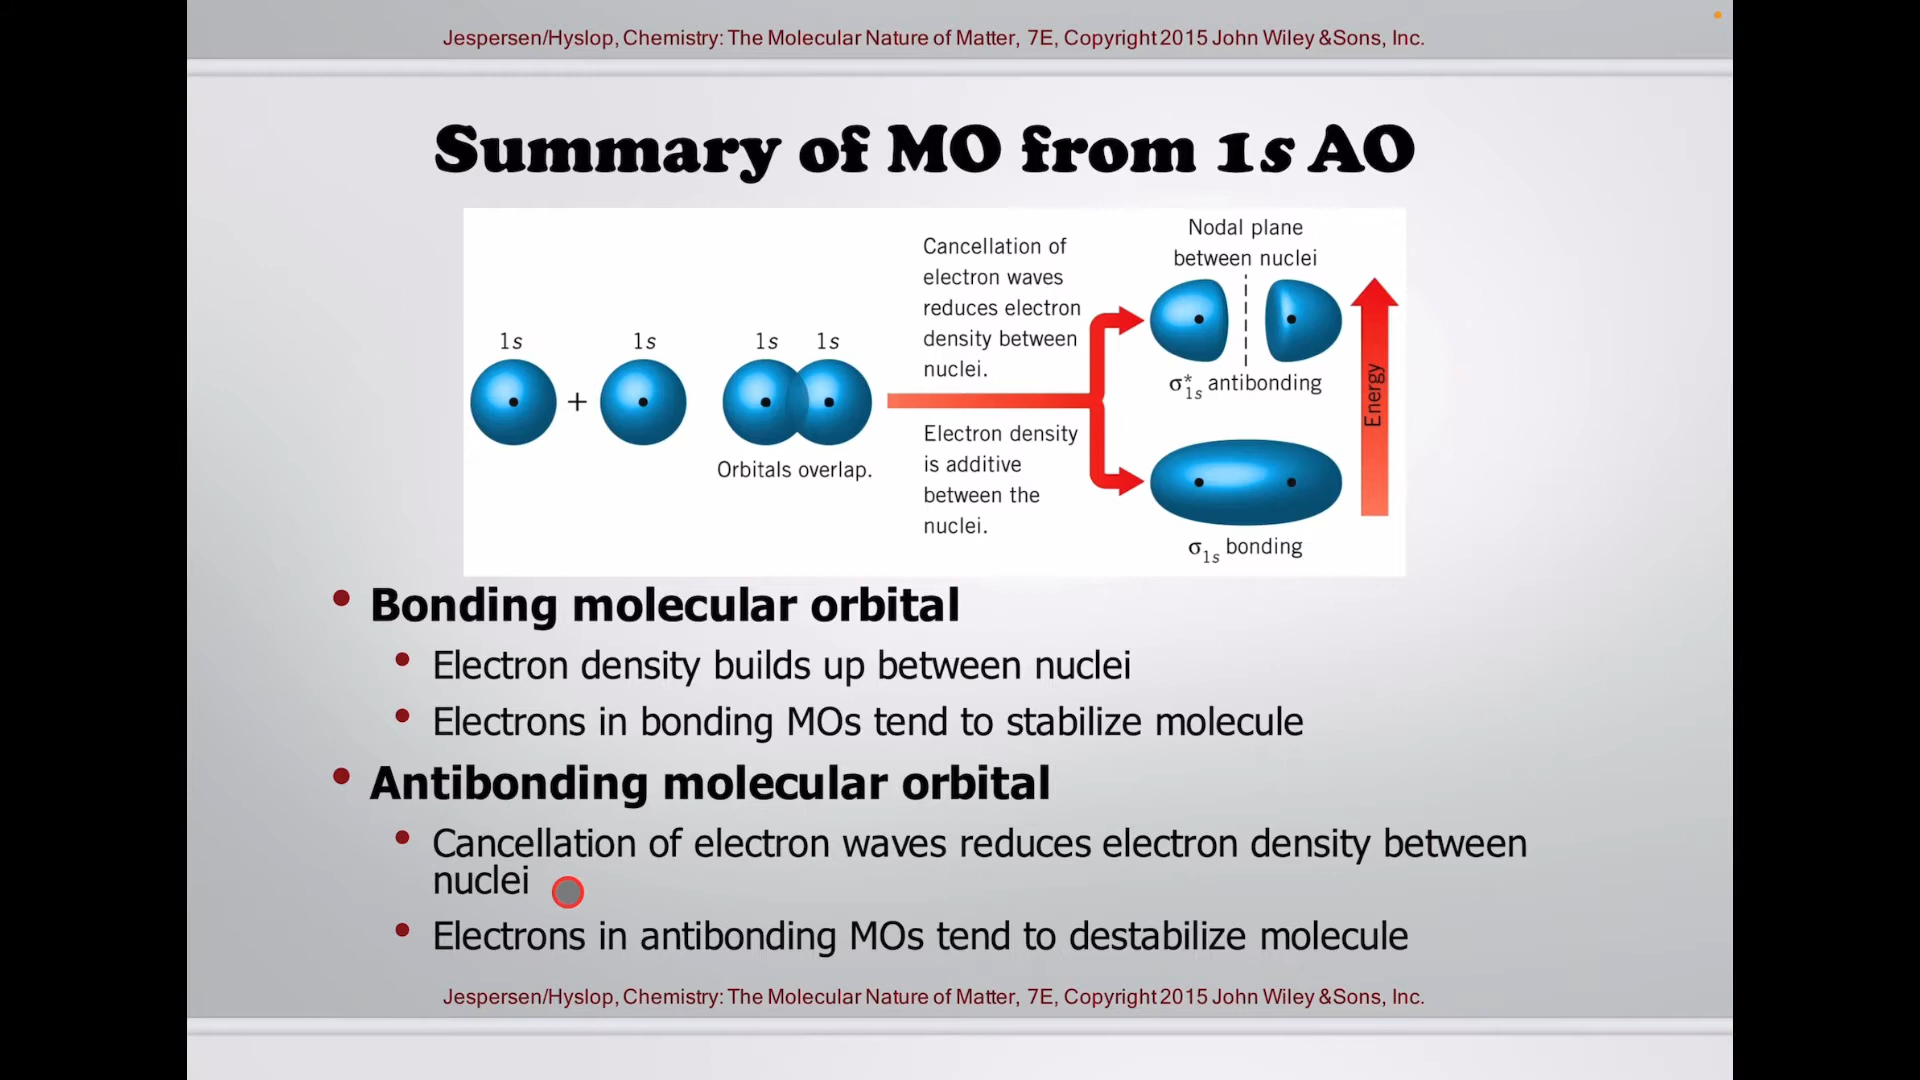 Jespersen/Hyslop, Chemistry: The Molecular Nature of Matter, 7E, Copyright 2015 John Wiley & Sons, Inc.
Summary of MO from 1s AO
1s
+
1s
1s 1s
Orbitals overlap.
Cancellation of
electron waves
reduces electron
density between
nuclei.
Electron density
is additive
between the
nuclei.
Nodal plane
between nuclei
σ*1s antibonding
σ1s bonding
Energy
• Bonding molecular orbital
• Electron density builds up between nuclei
• Electrons in bonding MOs tend to stabilize molecule
• Antibonding molecular orbital
• Cancellation of electron waves reduces electron density between
nuclei
• Electrons in antibonding MOs tend to destabilize molecule
Jespersen/Hyslop, Chemistry: The Molecular Nature of Matter, 7E, Copyright 2015 John Wiley & Sons, Inc.